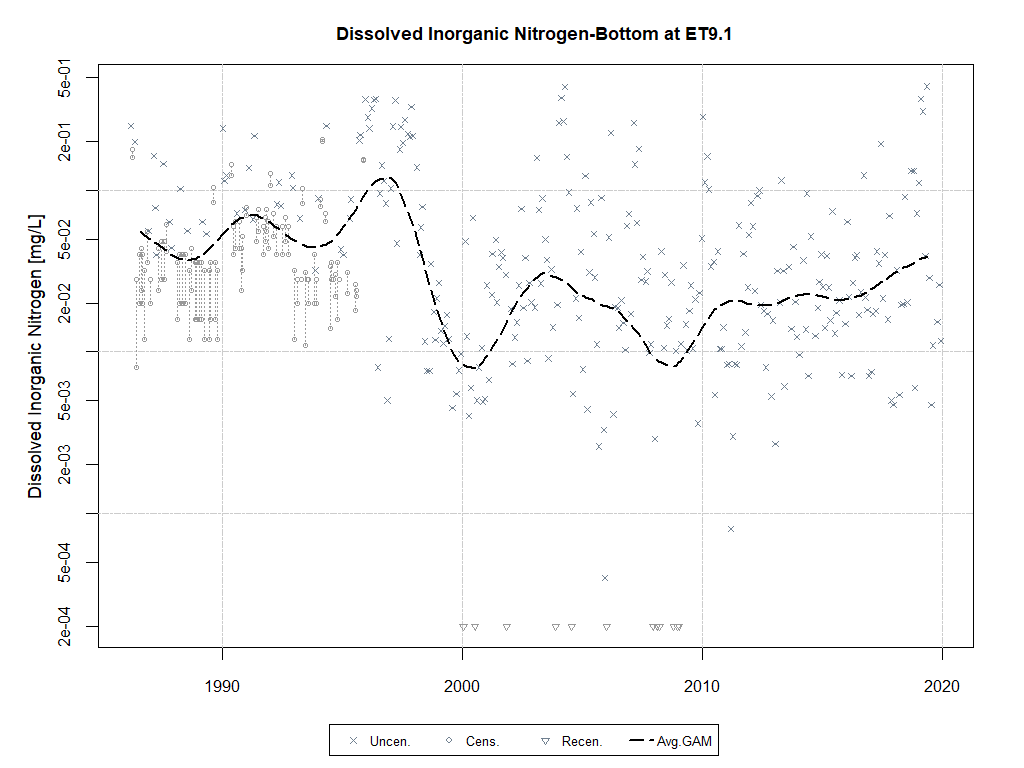 Dissolved Inorganic Nitrogen-Bottom at ET9.1
Dissolved Inorganic Nitrogen [mg/L]
5e-01
2e-01
5e-02
2e-02
5e-03
2e-03
5e-04
2e-04
1990 2000 2010 2020
Uncen. Cens. Recen. Avg.GAM